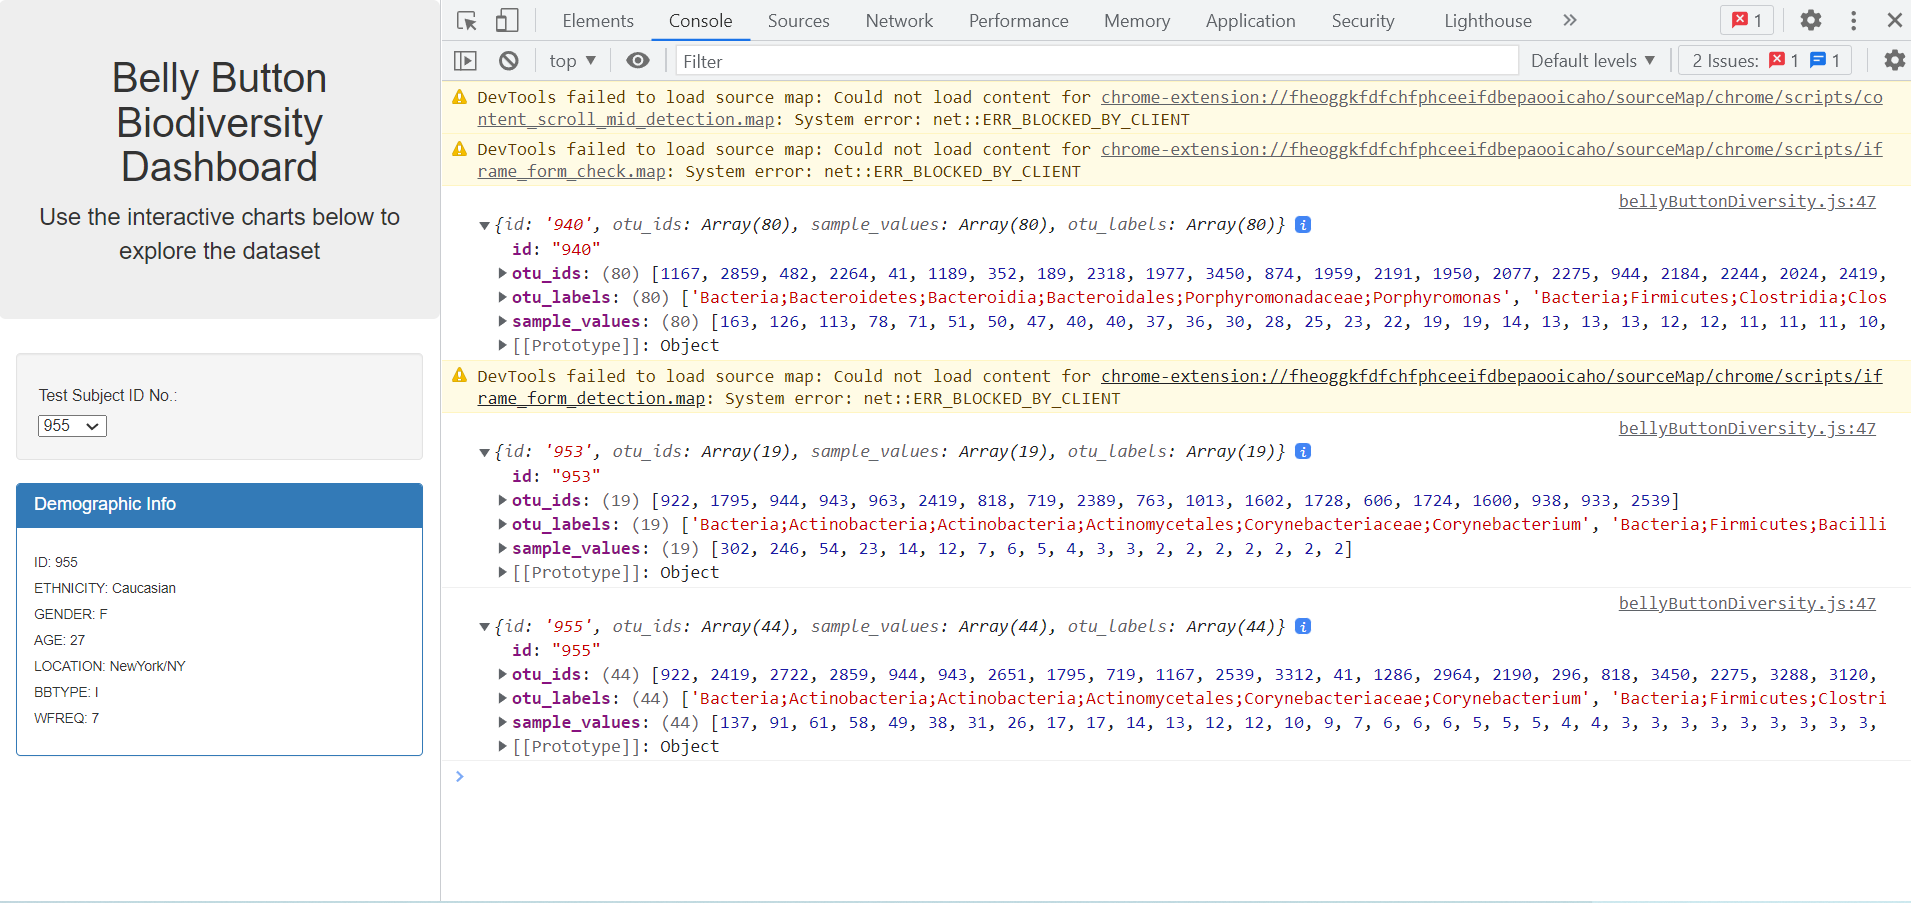 Belly Button
Biodiversity
Dashboard
Use the interactive charts below to
explore the dataset
Test Subject ID No.:
955
Demographic Info
ID: 955
ETHNICITY: Caucasian
GENDER: F
AGE: 27
LOCATION: NewYork/NY
BBTYPE: I
WFREQ: 7
Elements Console Sources Network Performance Memory Application Security Lighthouse » 1
top ▼ Filter Default levels ▼ 2 Issues: 1 1
DevTools failed to load source map: Could not load content for chrome-extension://fheoggkfdfchfphceeifdbepaooicaho/sourceMap/chrome/scripts/co
ntent_scroll_mid_detection.map: System error: net::ERR_BLOCKED_BY_CLIENT
DevTools failed to load source map: Could not load content for chrome-extension://fheoggkfdfchfphceeifdbepaooicaho/sourceMap/chrome/scripts/if
rame_form_check.map: System error: net::ERR_BLOCKED_BY_CLIENT
bellyButtonDiversity.js:47
{id: '940', otu_ids: Array(80), sample_values: Array(80), otu_labels: Array(80)}
id: "940"
otu_ids: (80) [1167, 2859, 482, 2264, 41, 1189, 352, 189, 2318, 1977, 3450, 874, 1959, 2191, 1950, 2077, 2275, 944, 2184, 2244, 2024, 2419,
otu_labels: (80) ['Bacteria;Bacteroidetes;Bacteroidia;Bacteroidales;Porphyromonadaceae;Porphyromonas', 'Bacteria;Firmicutes;Clostridia;Clos
sample_values: (80) [163, 126, 113, 78, 71, 51, 50, 47, 40, 40, 37, 36, 30, 28, 25, 23, 22, 19, 19, 14, 13, 13, 13, 12, 12, 11, 11, 11, 10,
[[Prototype]]: Object
DevTools failed to load source map: Could not load content for chrome-extension://fheoggkfdfchfphceeifdbepaooicaho/sourceMap/chrome/scripts/if
rame_form_detection.map: System error: net::ERR_BLOCKED_BY_CLIENT
bellyButtonDiversity.js:47
{id: '953', otu_ids: Array(19), sample_values: Array(19), otu_labels: Array(19)}
id: "953"
otu_ids: (19) [922, 1795, 944, 943, 963, 2419, 818, 719, 2389, 763, 1013, 1602, 1728, 606, 1724, 1600, 938, 933, 2539]
otu_labels: (19) ['Bacteria;Actinobacteria;Actinobacteria;Actinomycetales;Corynebacteriaceae;Corynebacterium', 'Bacteria;Firmicutes;Bacilli
sample_values: (19) [302, 246, 54, 23, 14, 12, 7, 6, 5, 4, 3, 3, 2, 2, 2, 2, 2, 2, 2]
[[Prototype]]: Object
bellyButtonDiversity.js:47
{id: '955', otu_ids: Array(44), sample_values: Array(44), otu_labels: Array(44)}
id: "955"
otu_ids: (44) [922, 2419, 2722, 2859, 944, 943, 2651, 1795, 719, 1167, 2539, 3312, 41, 1286, 2964, 2190, 296, 818, 3450, 2275, 3288, 3120,
otu_labels: (44) ['Bacteria;Actinobacteria;Actinobacteria;Actinomycetales;Corynebacteriaceae;Corynebacterium', 'Bacteria;Firmicutes;Clostri
sample_values: (44) [137, 91, 61, 58, 49, 38, 31, 26, 17, 17, 14, 13, 12, 12, 10, 9, 7, 6, 6, 6, 5, 5, 5, 4, 4, 3, 3, 3, 3, 3, 3, 3, 3, 3,
[[Prototype]]: Object